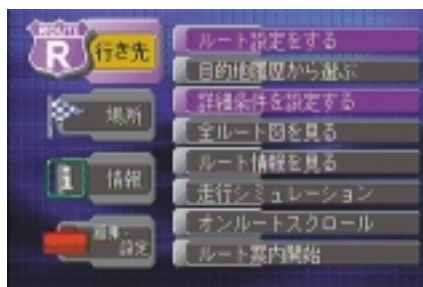 ROUTE
R
行き先
ルート設定をする
目的地履歴から選ぶ
詳細条件を設定する
場所
全ルート図を見る
ルート情報を見る
i
情報
走行シミュレーション
オンルートスクロール
設定
ルート案内開始